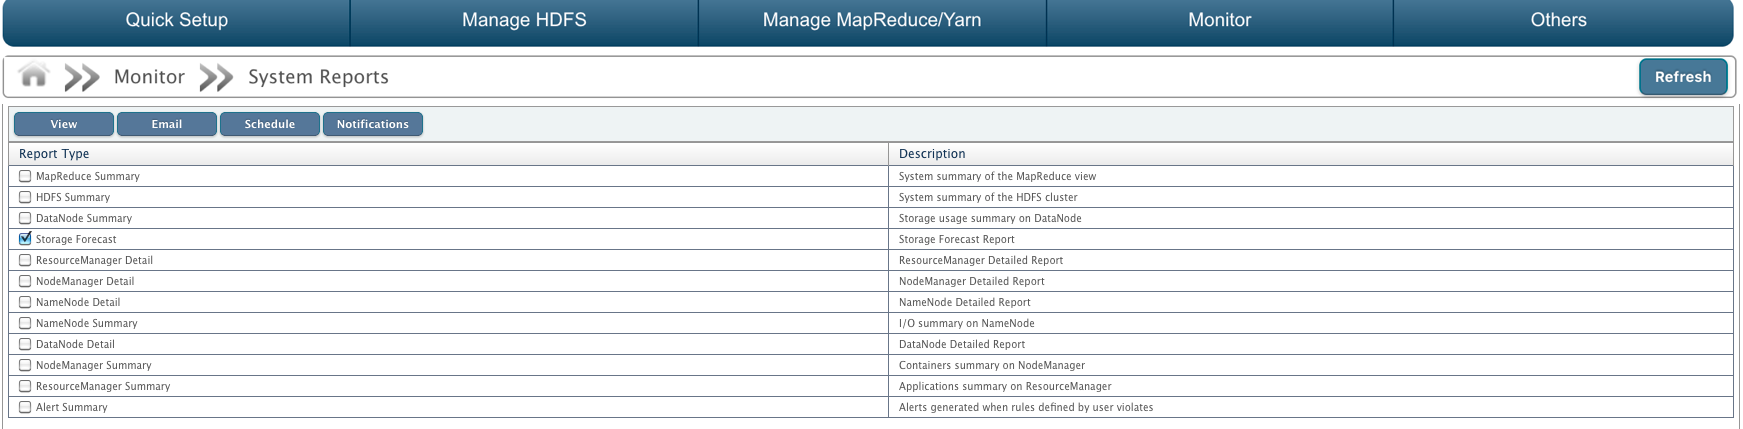 Quick Setup Manage HDFS Manage MapReduce/Yarn Monitor Others
Monitor System Reports Refresh
View Email Schedule Notifications
Report Type Description
MapReduce Summary System summary of the MapReduce view
HDFS Summary System summary of the HDFS cluster
DataNode Summary Storage usage summary on DataNode
Storage Forecast Storage Forecast Report
ResourceManager Detail ResourceManager Detailed Report
NodeManager Detail NodeManager Detailed Report
NameNode Detail NameNode Detailed Report
NameNode Summary I/O summary on NameNode
DataNode Detail DataNode Detailed Report
NodeManager Summary Containers summary on NodeManager
ResourceManager Summary Applications summary on ResourceManager
Alert Summary Alerts generated when rules defined by user violates